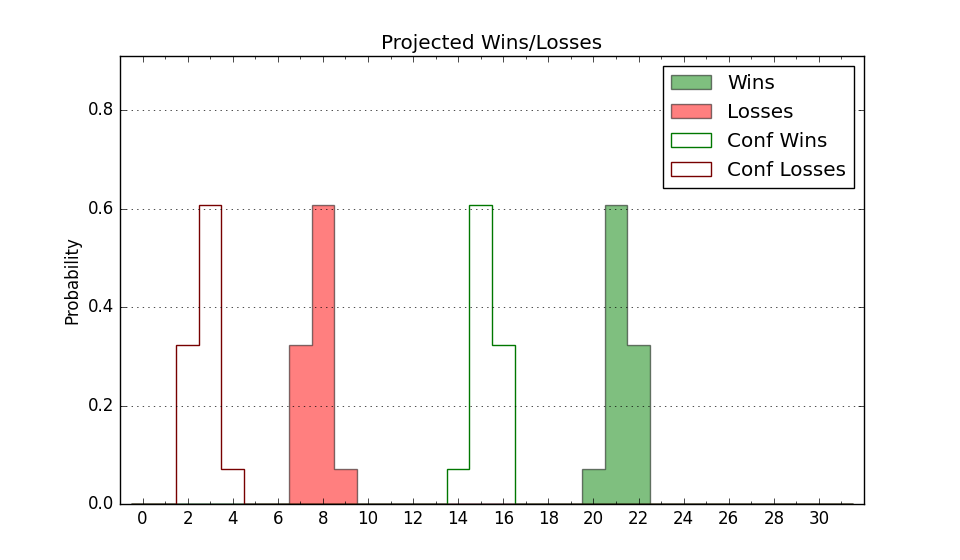 Projected Wins/Losses
Wins
Losses
Conf Wins
Conf Losses
Probability
0.8
0.6
0.4
0.2
0.0
0 2 4 6 8 10 12 14 16 18 20 22 24 26 28 30